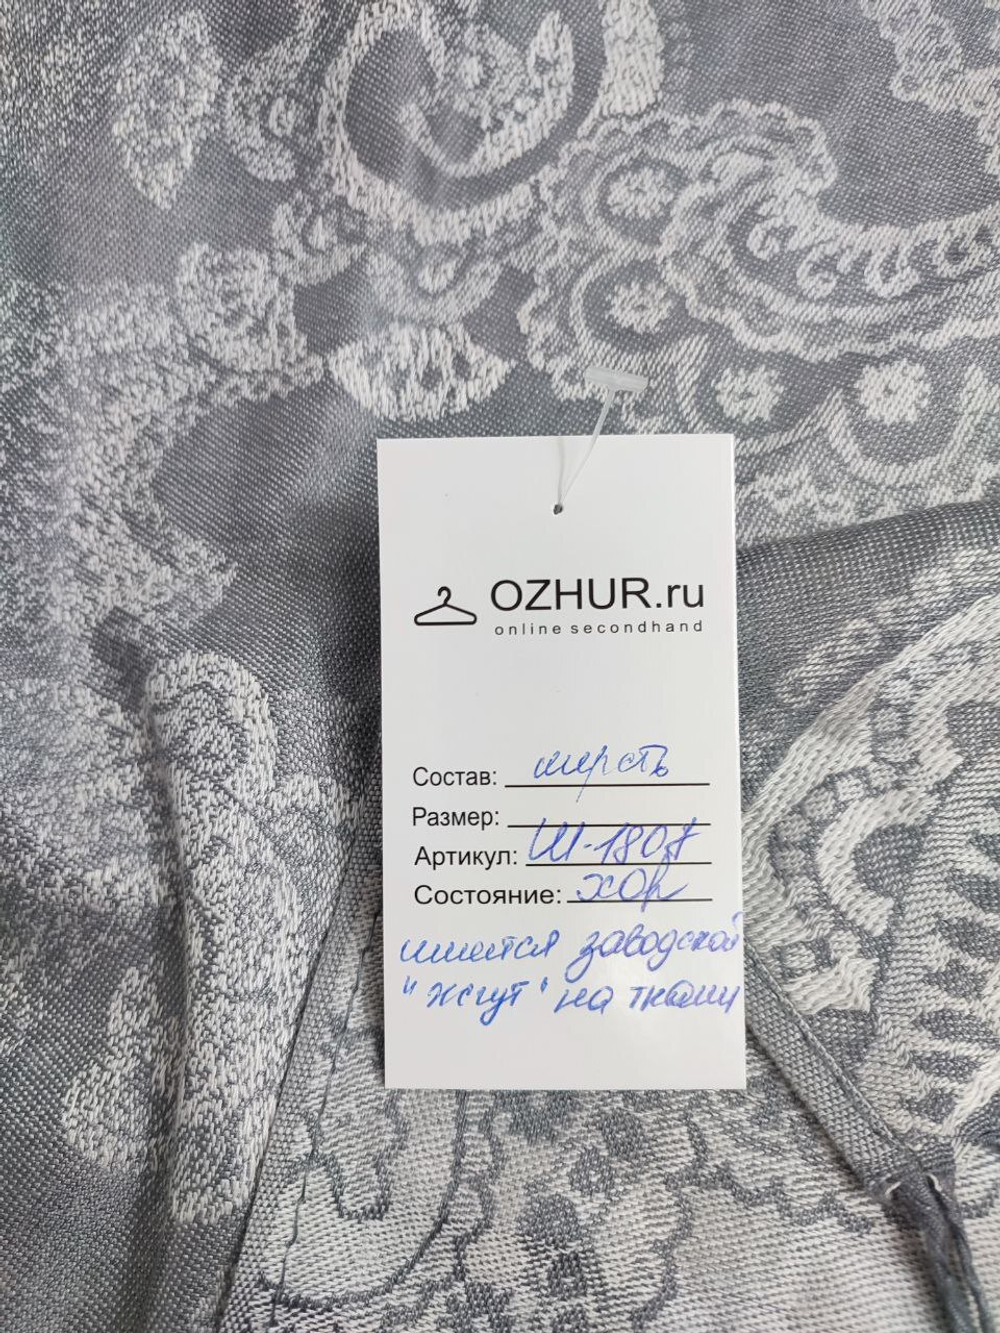 OZHUR.ru
online secondhand
Состав: шерсть
Размер:
Артикул: Ш-1807
Состояние: хор
имеется заводской
"жгут" на ткани